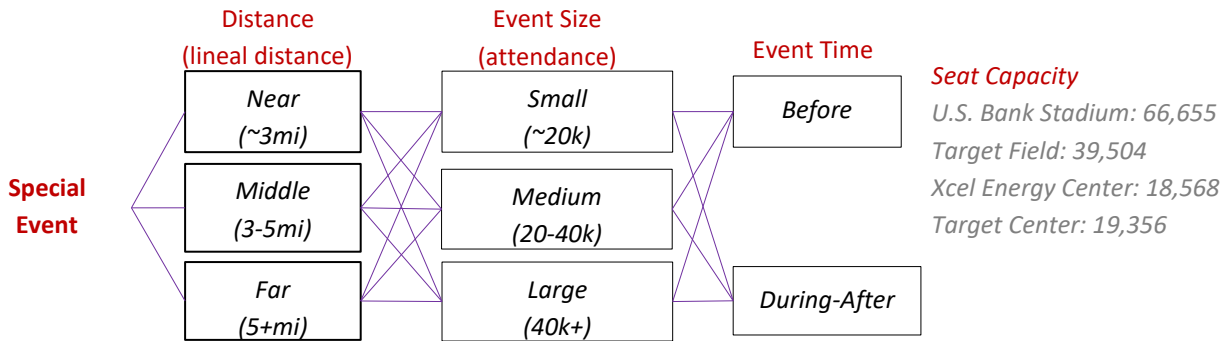 Special
Event
Distance
(lineal distance)
Near
(~3mi)
Middle
(3-5mi)
Far
(5+mi)
Event Size
(attendance)
Small
(~20k)
Medium
(20-40k)
Large
(40k+)
Event Time
Before
During-After
Seat Capacity
U.S. Bank Stadium: 66,655
Target Field: 39,504
Xcel Energy Center: 18,568
Target Center: 19,356